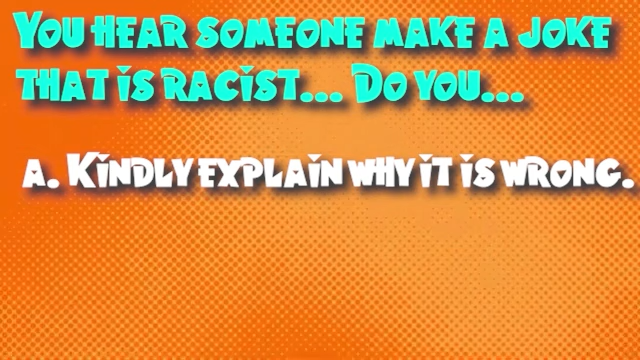 You hear someone make a joke
that is racist... Do you...
a. Kindly explain why it is wrong.